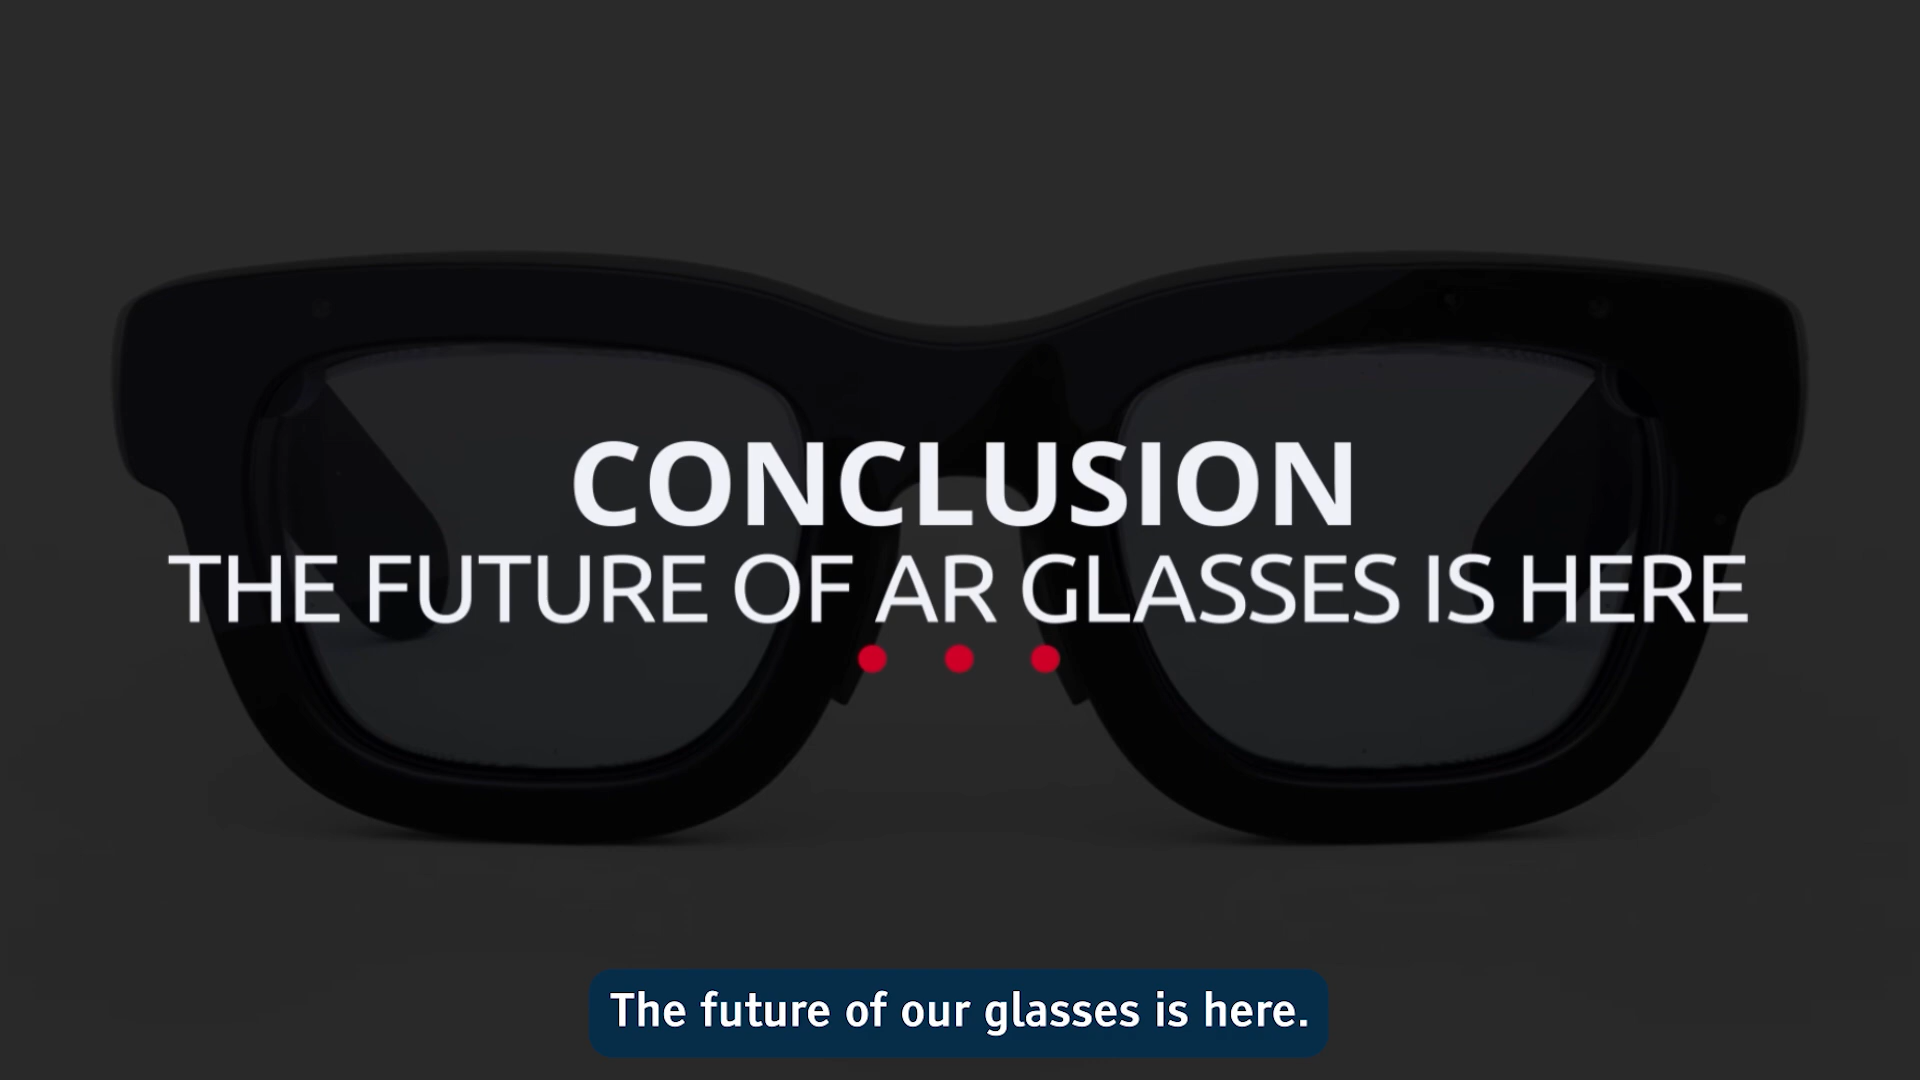 CONCLUSION
THE FUTURE OF AR GLASSES IS HERE
The future of our glasses is here.